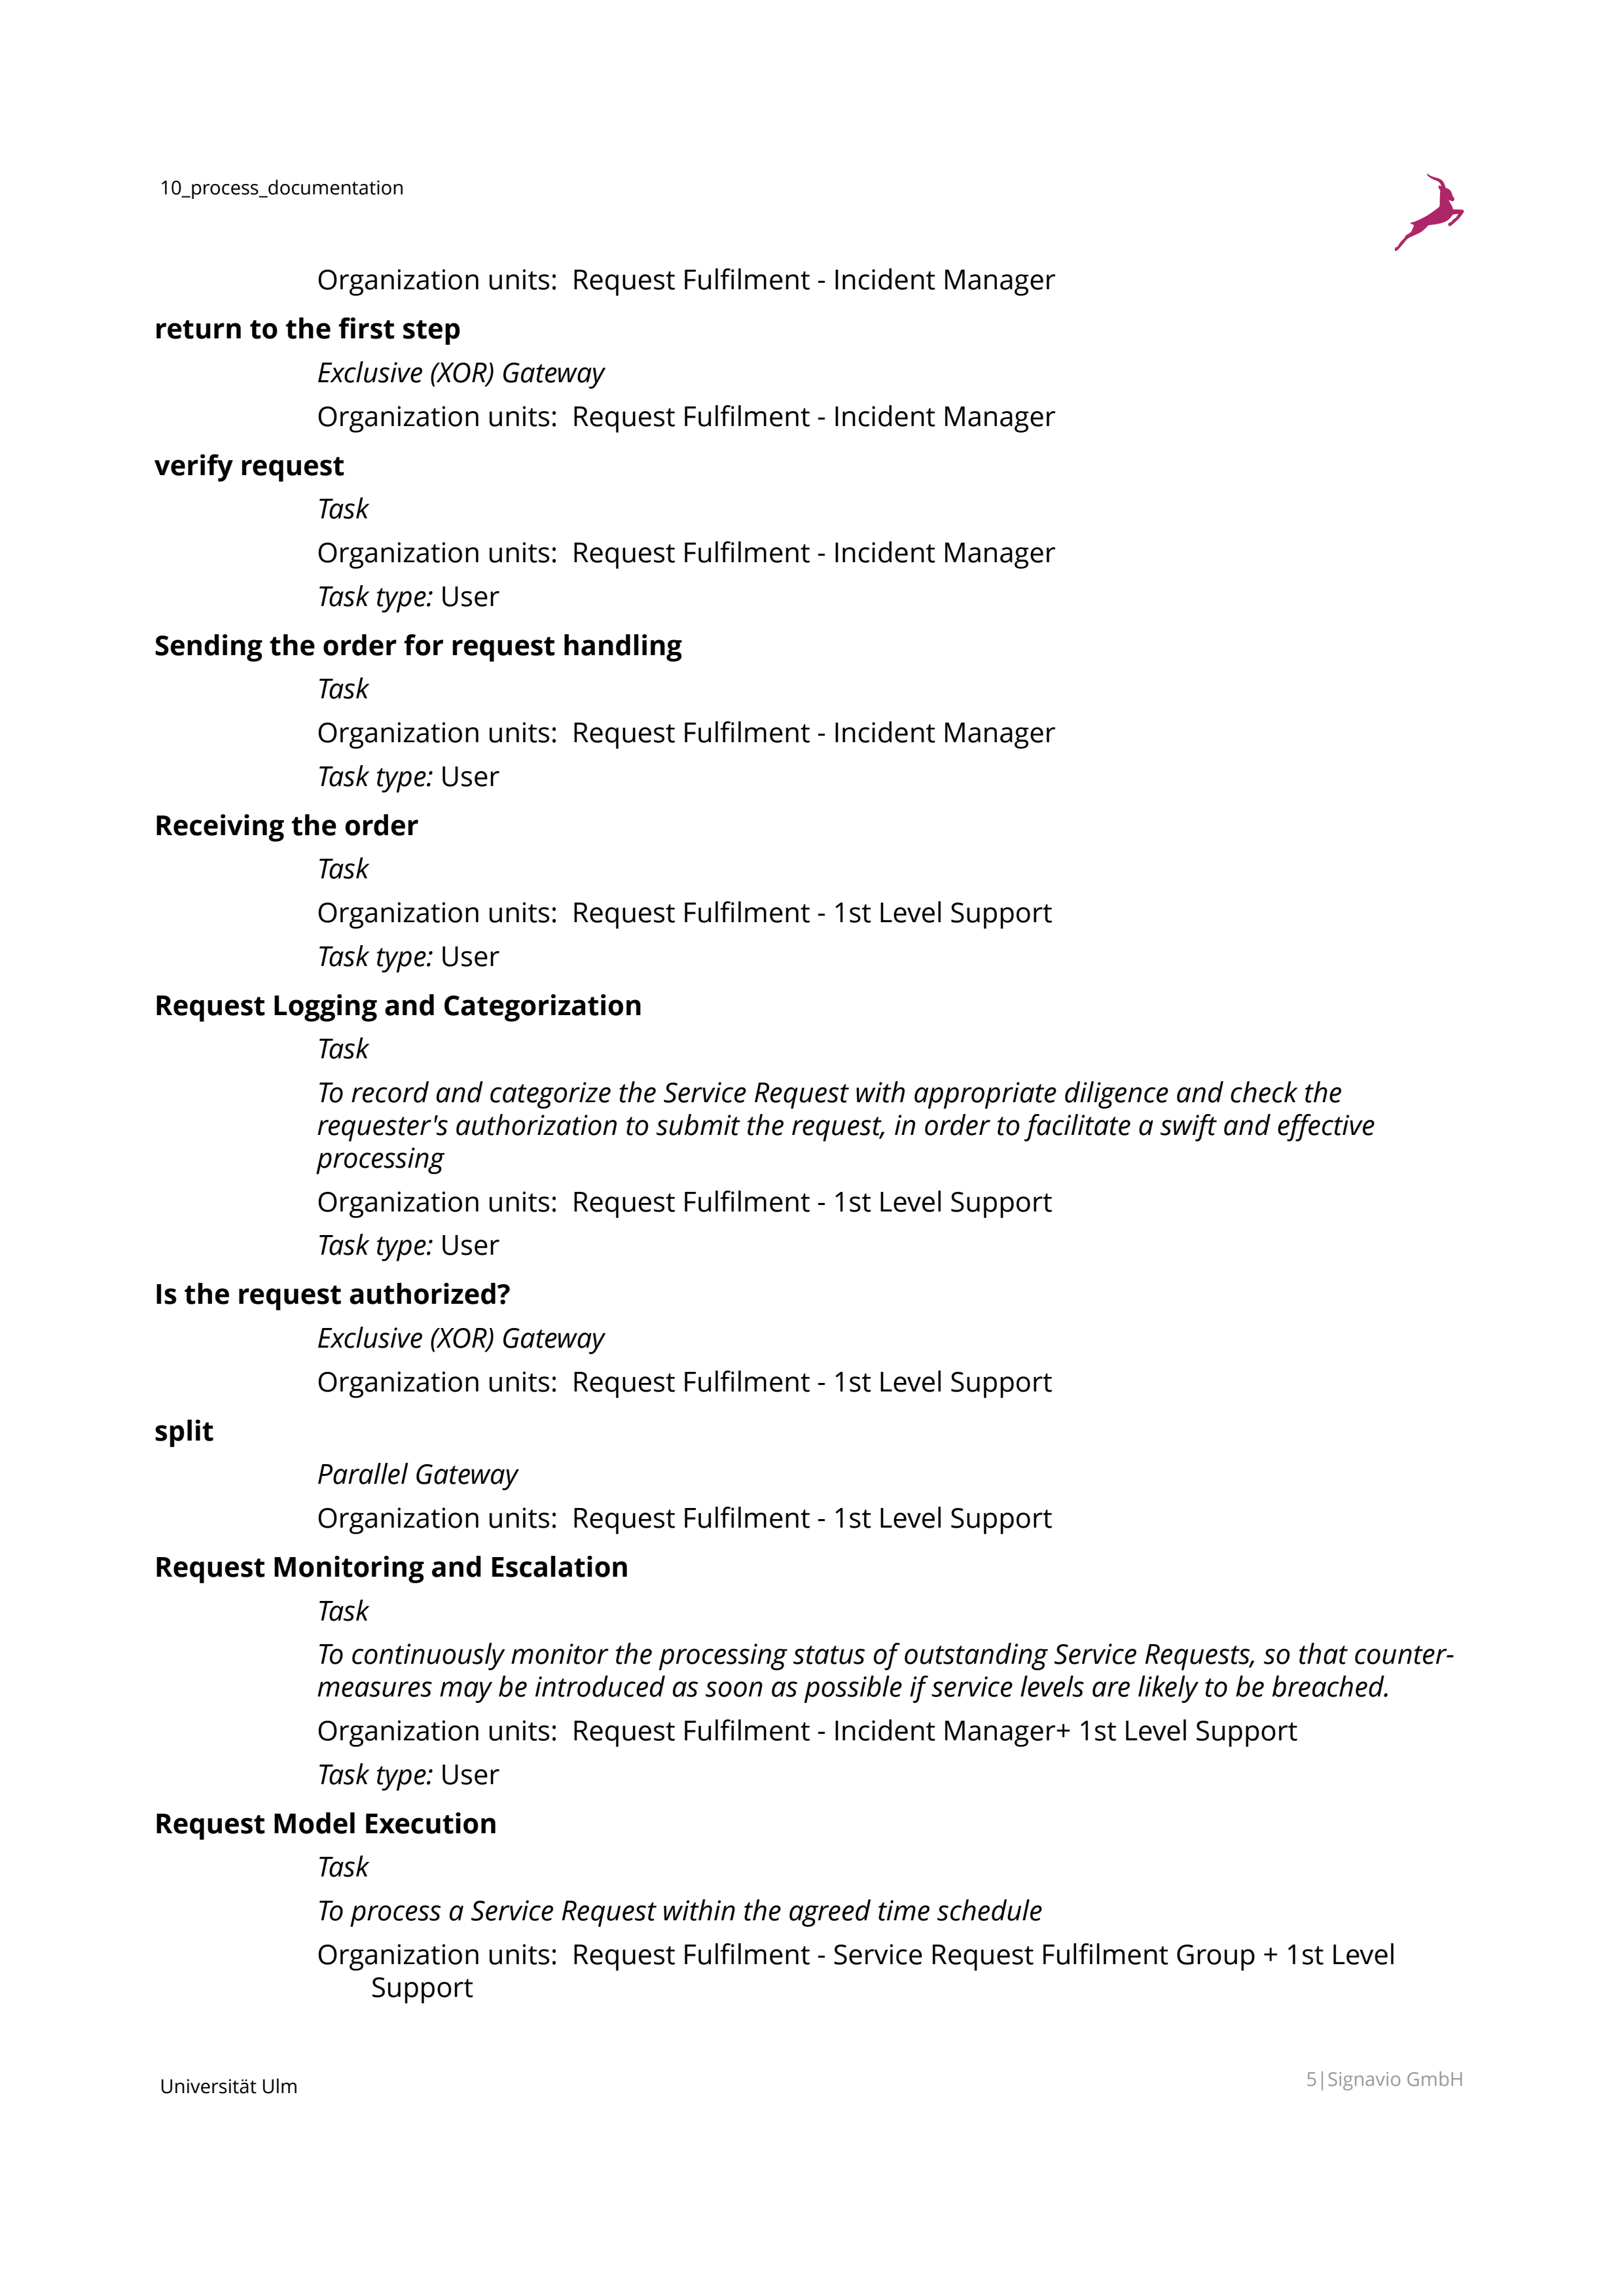 10_process_documentation
Organization units:  Request Fulfilment - Incident Manager
return to the first step
Exclusive (XOR) Gateway
Organization units:  Request Fulfilment - Incident Manager
verify request
Task
Organization units:  Request Fulfilment - Incident Manager
Task type: User
Sending the order for request handling
Task
Organization units:  Request Fulfilment - Incident Manager
Task type: User
Receiving the order
Task
Organization units:  Request Fulfilment - 1st Level Support
Task type: User
Request Logging and Categorization
Task
To record and categorize the Service Request with appropriate diligence and check the
requester's authorization to submit the request, in order to facilitate a swift and effective
processing
Organization units:  Request Fulfilment - 1st Level Support
Task type: User
Is the request authorized?
Exclusive (XOR) Gateway
Organization units:  Request Fulfilment - 1st Level Support
split
Parallel Gateway
Organization units:  Request Fulfilment - 1st Level Support
Request Monitoring and Escalation
Task
To continuously monitor the processing status of outstanding Service Requests, so that counter-
measures may be introduced as soon as possible if service levels are likely to be breached.
Organization units:  Request Fulfilment - Incident Manager+ 1st Level Support
Task type: User
Request Model Execution
Task
To process a Service Request within the agreed time schedule
Organization units:  Request Fulfilment - Service Request Fulfilment Group + 1st Level
Support
Universität Ulm
5|Signavio GmbH